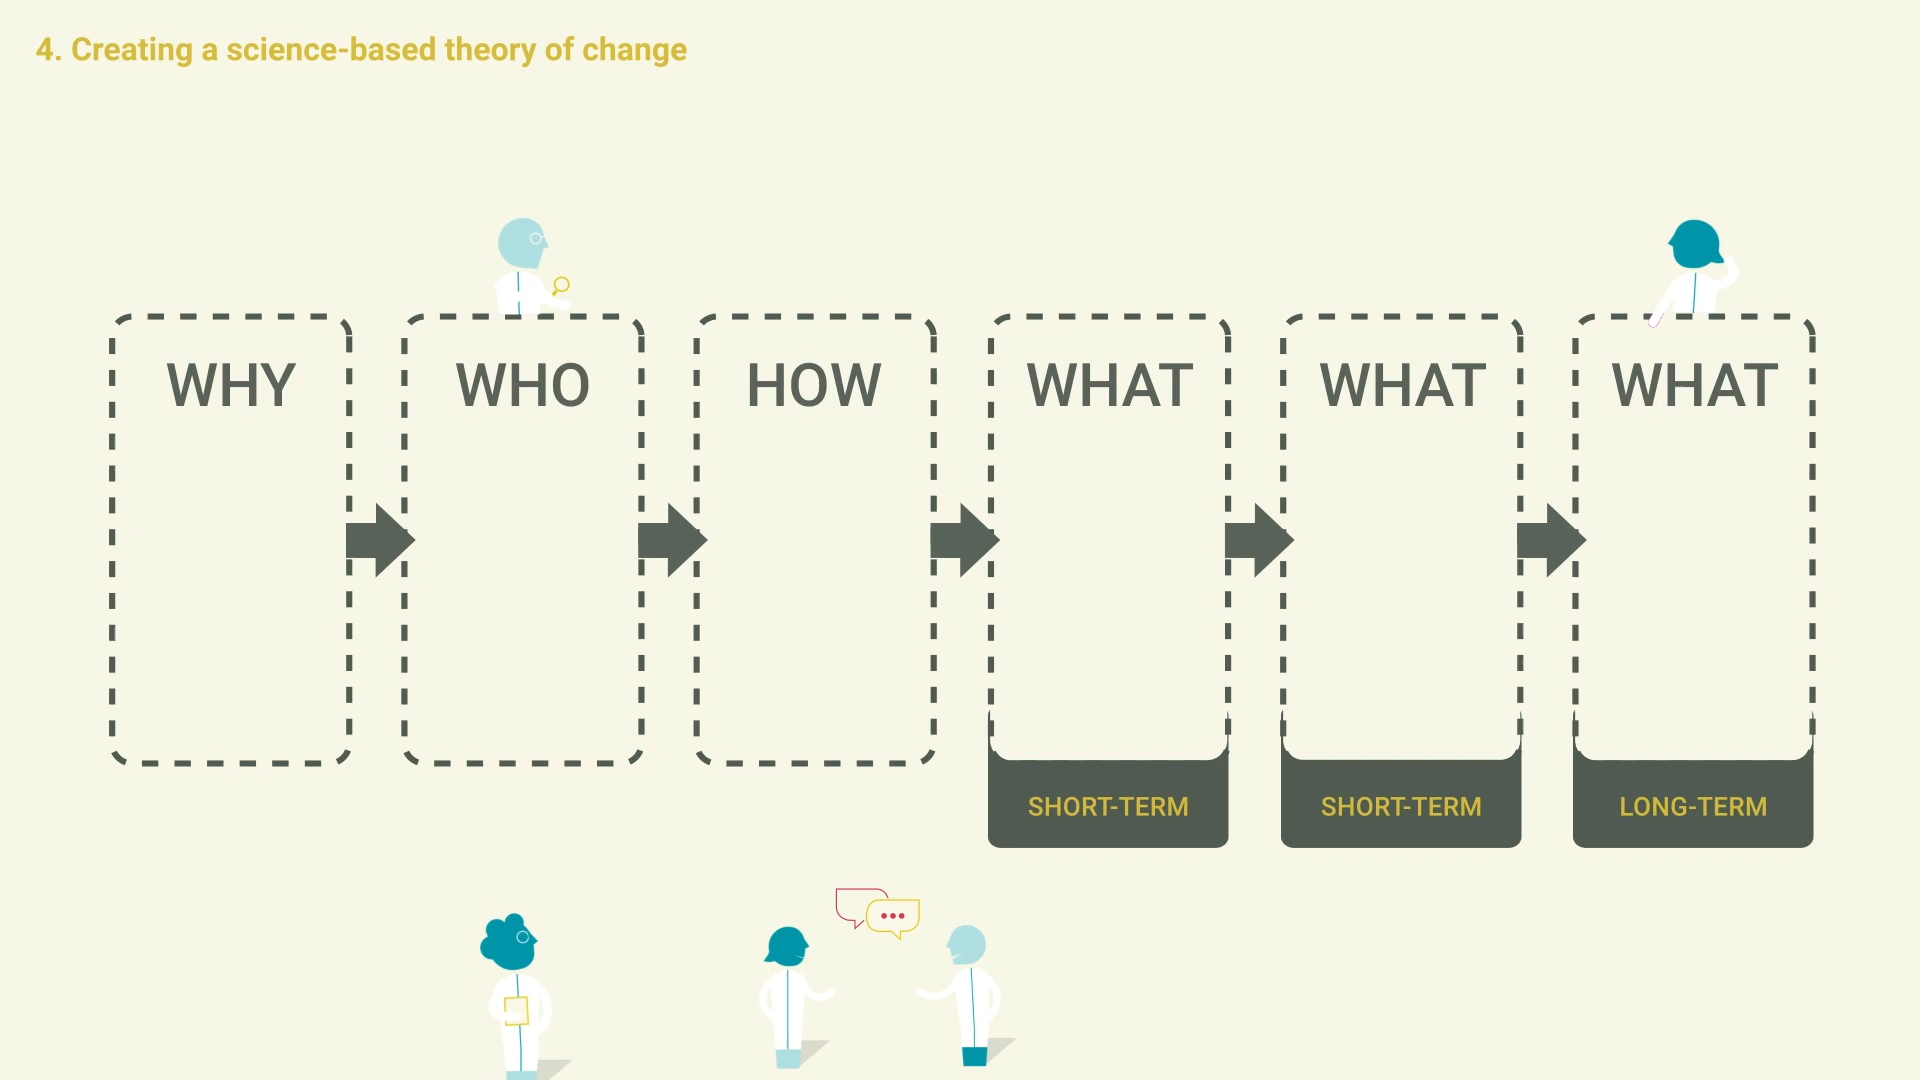 4. Creating a science-based theory of change
WHY
WHO
HOW
WHAT
WHAT
WHAT
SHORT-TERM
SHORT-TERM
LONG-TERM